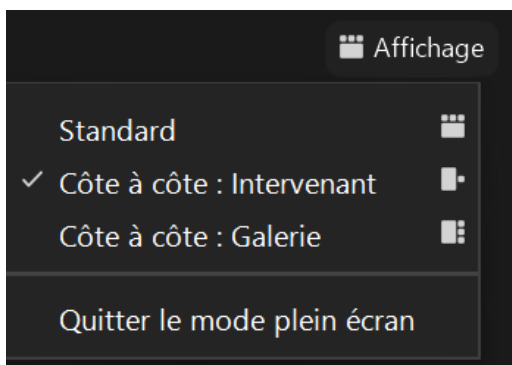 Affichage
Standard
Côte à côte : Intervenant
Côte à côte : Galerie
Quitter le mode plein écran